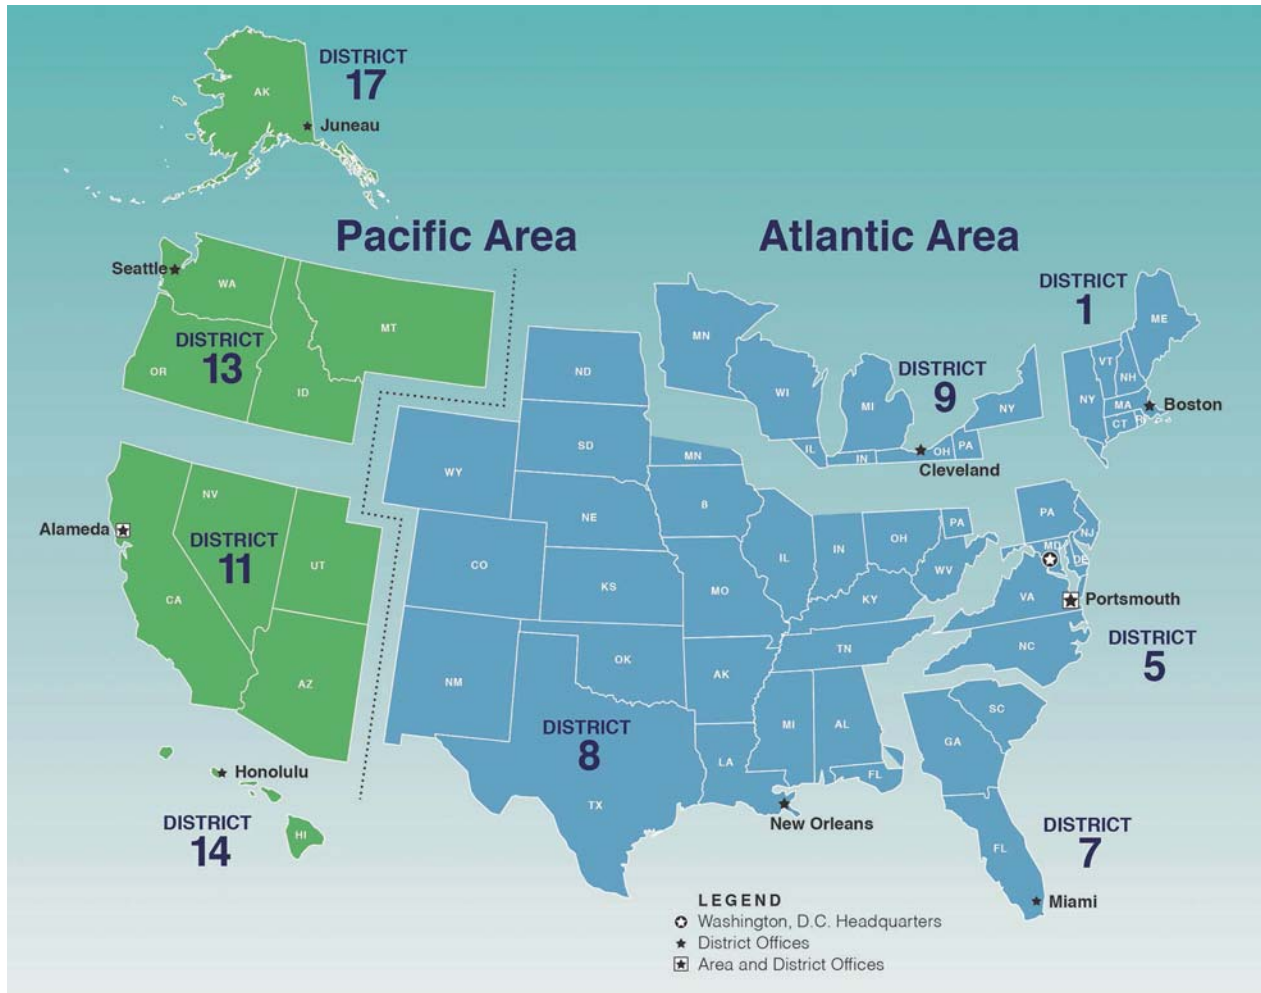 DISTRICT
17
AK
Juneau
Pacific Area
Atlantic Area
Seattle
WA
MT
DISTRICT
13
OR
ID
DISTRICT
1
ME
VT
NH
NY
MA
CT
RI
Boston
MN
WI
MI
DISTRICT
9
NY
IL
IN
OH
PA
Cleveland
ND
SD
MN
WY
NE
B
NV
Alameda
DISTRICT
11
UT
CA
AZ
CO
KS
MO
IL
IN
OH
PA
WV
KY
TN
PA
NJ
MD
DE
VA
Portsmouth
NC
DISTRICT
5
NM
OK
AK
DISTRICT
8
TX
LA
MI
AL
FL
New Orleans
SC
GA
FL
DISTRICT
7
Miami
Honolulu
DISTRICT
14
HI
LEGEND
Washington, D.C. Headquarters
District Offices
Area and District Offices